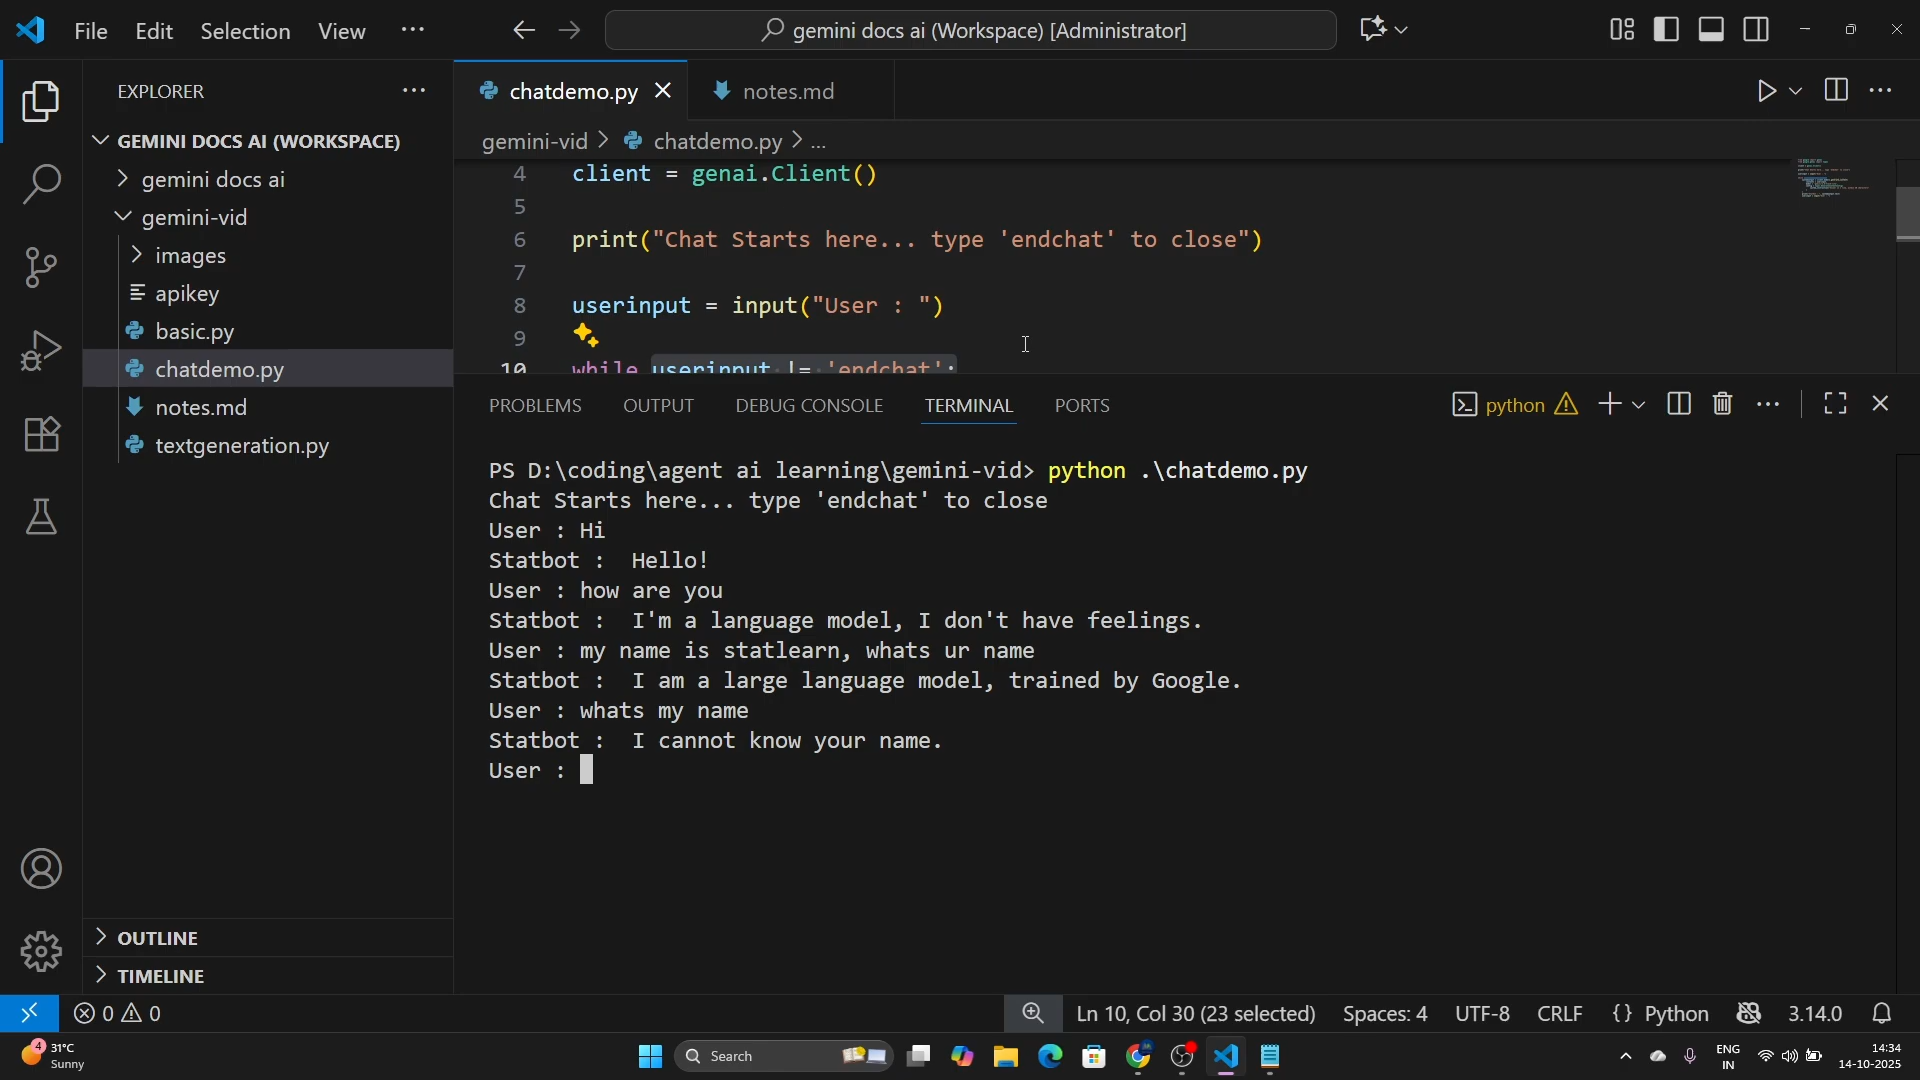 File Edit Selection View ...
gemini docs ai (Workspace) [Administrator]
EXPLORER
GEMINI DOCS AI (WORKSPACE)
gemini docs ai
gemini-vid
images
apikey
basic.py
chatdemo.py
notes.md
textgeneration.py
OUTLINE
TIMELINE
chatdemo.py
notes.md
gemini-vid > chatdemo.py > ...
4 client = genai.Client()
5
6 print("Chat Starts here... type 'endchat' to close")
7
8 userinput = input("User : ")
9
10 while userinput != 'endchat':
PROBLEMS OUTPUT DEBUG CONSOLE TERMINAL PORTS
python
PS D:\coding\agent ai learning\gemini-vid> python .\chatdemo.py
Chat Starts here... type 'endchat' to close
User : Hi
Statbot :  Hello!
User : how are you
Statbot :  I'm a language model, I don't have feelings.
User : my name is statlearn, whats ur name
Statbot :  I am a large language model, trained by Google.
User : whats my name
Statbot :  I cannot know your name.
User :
0 0
Ln 10, Col 30 (23 selected) Spaces: 4 UTF-8 CRLF {} Python 3.14.0
4
31°C
Sunny
Search
ENG
IN
14:34
14-10-2025